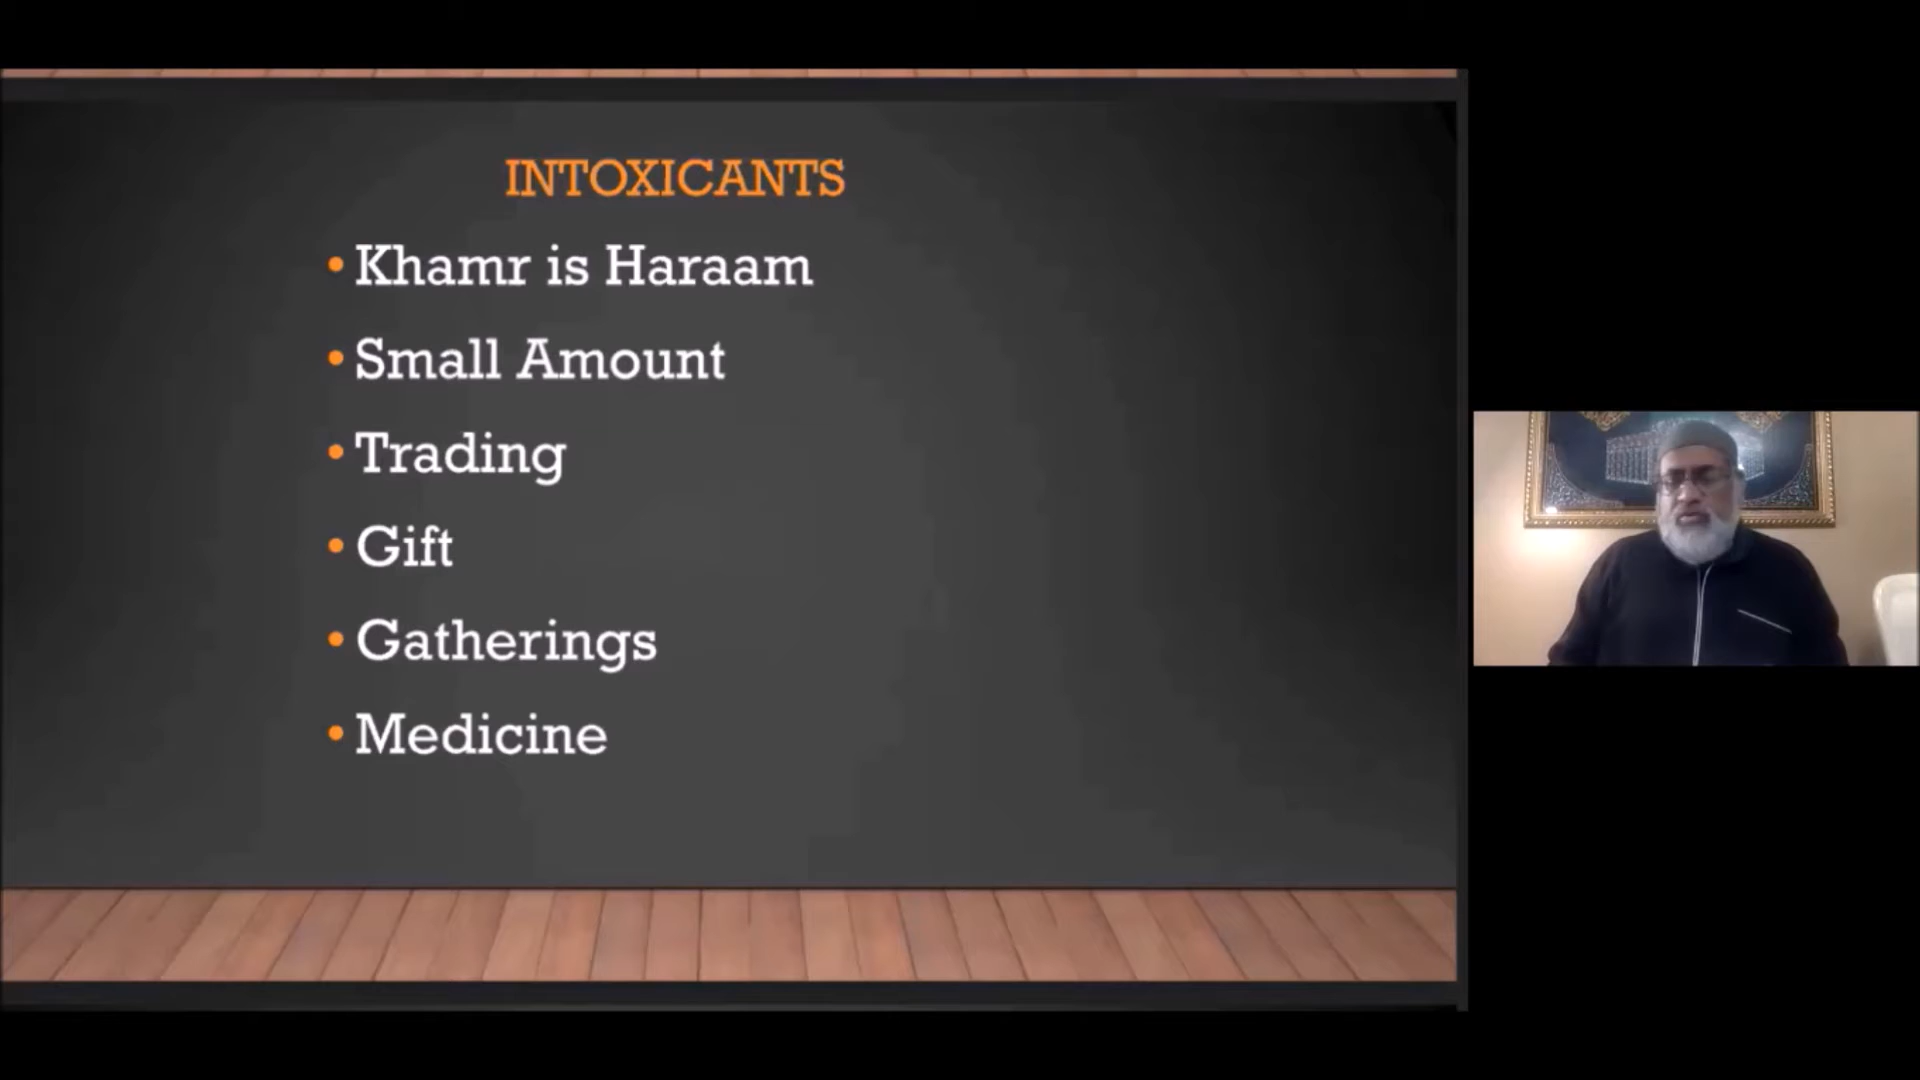 INTOXICANTS
• Khamr is Haraam
• Small Amount
• Trading
• Gift
• Gatherings
• Medicine